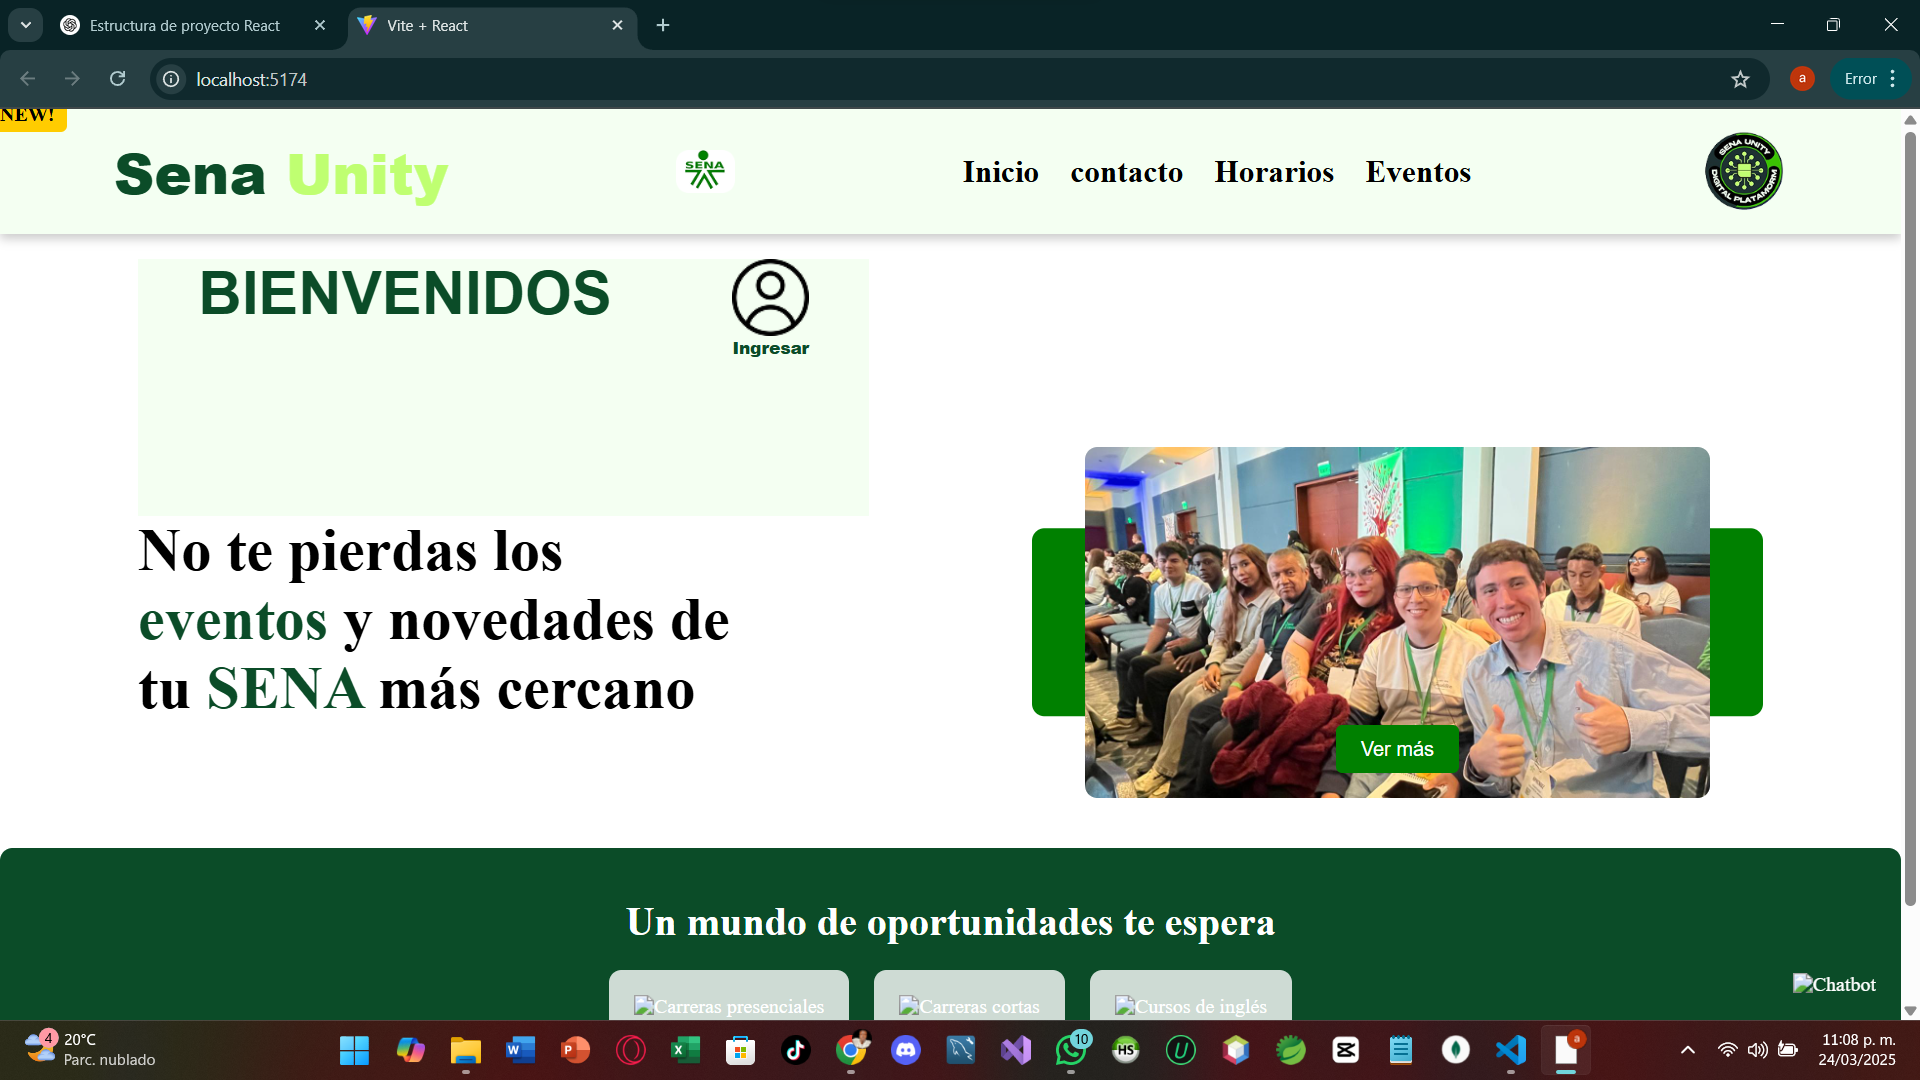 Estructura de proyecto React
Vite + React
localhost:5174
a
Error
NEW!
Sena Unity
SENA
Inicio contacto Horarios Eventos
SENA UNITY
DIGITAL PLATAMORM
BIENVENIDOS
Ingresar
No te pierdas los
eventos y novedades de
tu SENA más cercano
Ver más
Un mundo de oportunidades te espera
Carreras presenciales
Carreras cortas
Cursos de inglés
Chatbot
4
20°C
Parc. nublado
10
HS
a
11:08 p. m.
24/03/2025